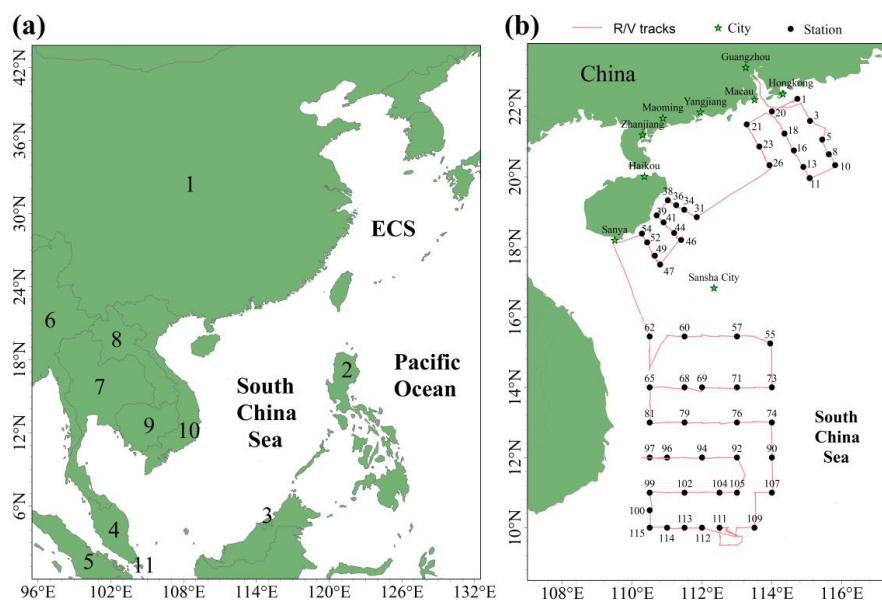 (a)
42°N
36°N
30°N
24°N
18°N
12°N
6°N
96°E
102°E
108°E
114°E
120°E
126°E
132°E
1
ECS
6
8
2
7
Pacific
Ocean
South
China
Sea
9
10
3
4
5
11
(b)
R/V tracks
City
Station
China
Guangzhou
Hongkong
Macau
Yangjiang
Maoming
Zhanjiang
Haikou
Sanya
Sansha City
1
20
3
21
18
5
23
16
8
26
13
10
11
38
36
34
31
39
41
44
46
54
52
49
47
62
60
57
55
65
68
69
71
73
81
79
76
74
South
China
Sea
97
96
94
92
90
99
102
104
105
107
100
115
114
113
112
111
109
22°N
20°N
18°N
16°N
14°N
12°N
10°N
108°E
110°E
112°E
114°E
116°E